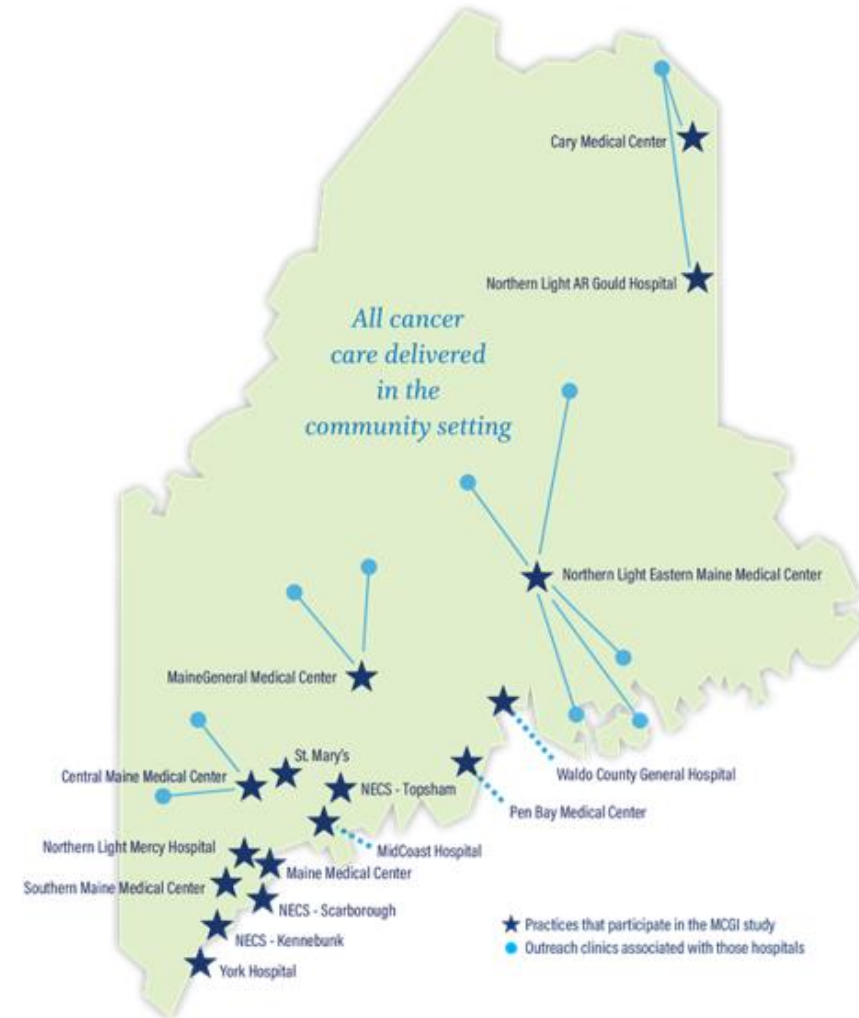 Cary Medical Center
Northern Light AR Gould Hospital
All cancer
care delivered
in the
community setting
Northern Light Eastern Maine Medical Center
MaineGeneral Medical Center
Waldo County General Hospital
St. Mary's
Central Maine Medical Center
NECS - Topsham
Pen Bay Medical Center
MidCoast Hospital
Northern Light Mercy Hospital
Maine Medical Center
Southern Maine Medical Center
NECS - Scarborough
NECS - Kennebunk
York Hospital
Practices that participate in the MCGI study
Outreach clinics associated with those hospitals